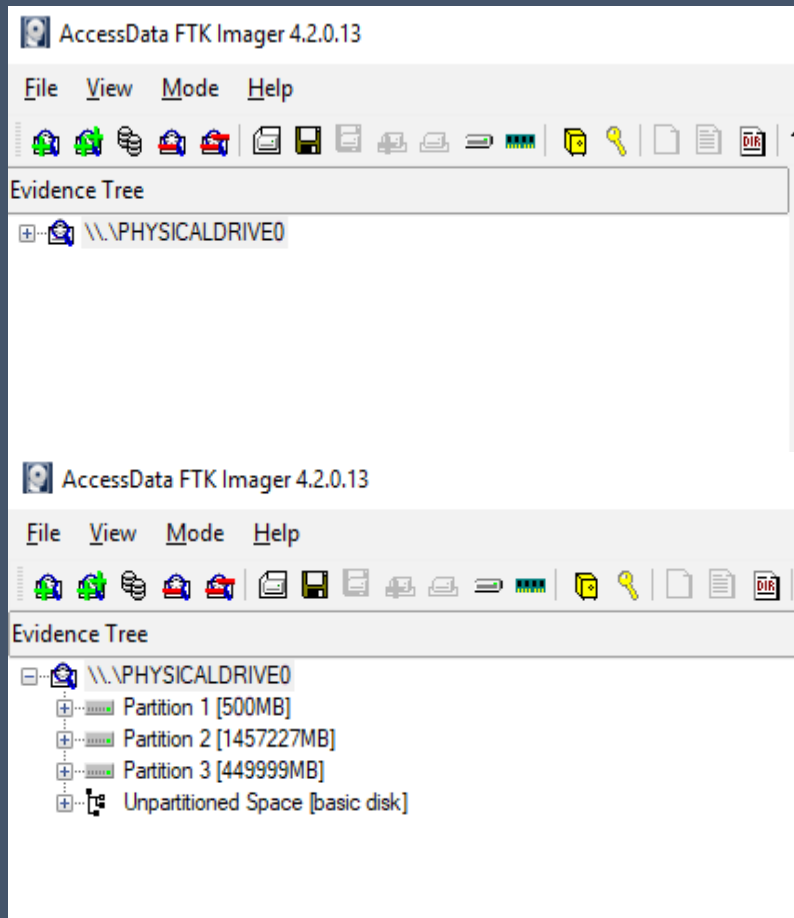 AccessData FTK Imager 4.2.0.13
File View Mode Help
DIR
Evidence Tree
\\.\PHYSICALDRIVE0
AccessData FTK Imager 4.2.0.13
File View Mode Help
DIR
Evidence Tree
\\.\PHYSICALDRIVE0
Partition 1 [500MB]
Partition 2 [1457227MB]
Partition 3 [449999MB]
Unpartitioned Space [basic disk]